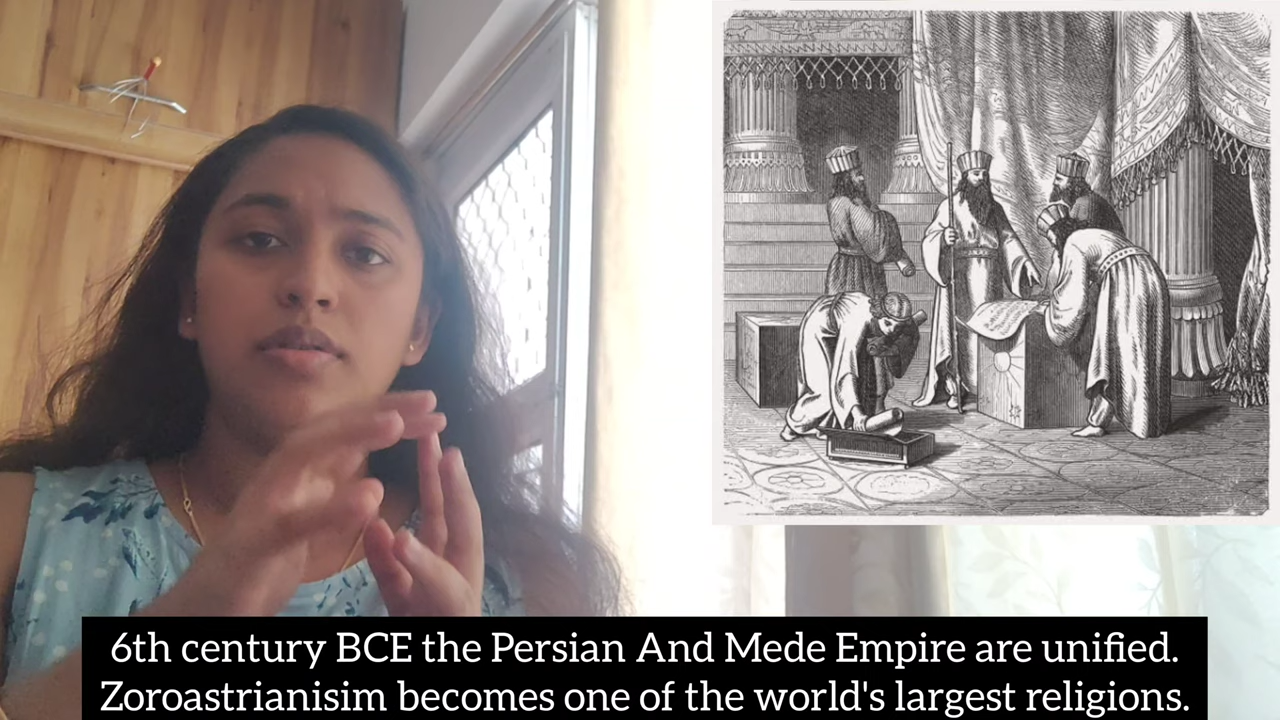 6th century BCE the Persian And Mede Empire are unified.
Zoroastrianisim becomes one of the world's largest religions.